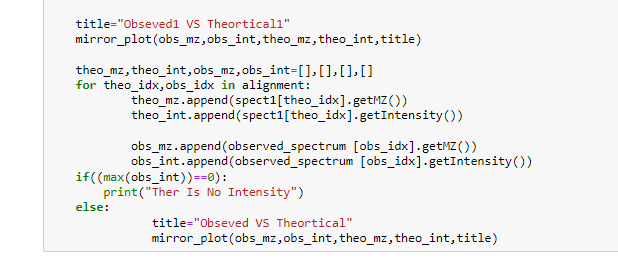 title="Obseved1 VS Theortical1"
mirror_plot(obs_mz,obs_int,theo_mz,theo_int,title)
theo_mz,theo_int,obs_mz,obs_int=[],[],[],[]
for theo_idx,obs_idx in alignment:
theo_mz.append(spect1[theo_idx].getMZ())
theo_int.append(spect1[theo_idx].getIntensity())
obs_mz.append(observed_spectrum [obs_idx].getMZ())
obs_int.append(observed_spectrum [obs_idx].getIntensity())
if((max(obs_int))==0):
print("Ther Is No Intensity")
else:
title="Obseved VS Theortical"
mirror_plot(obs_mz,obs_int,theo_mz,theo_int,title)